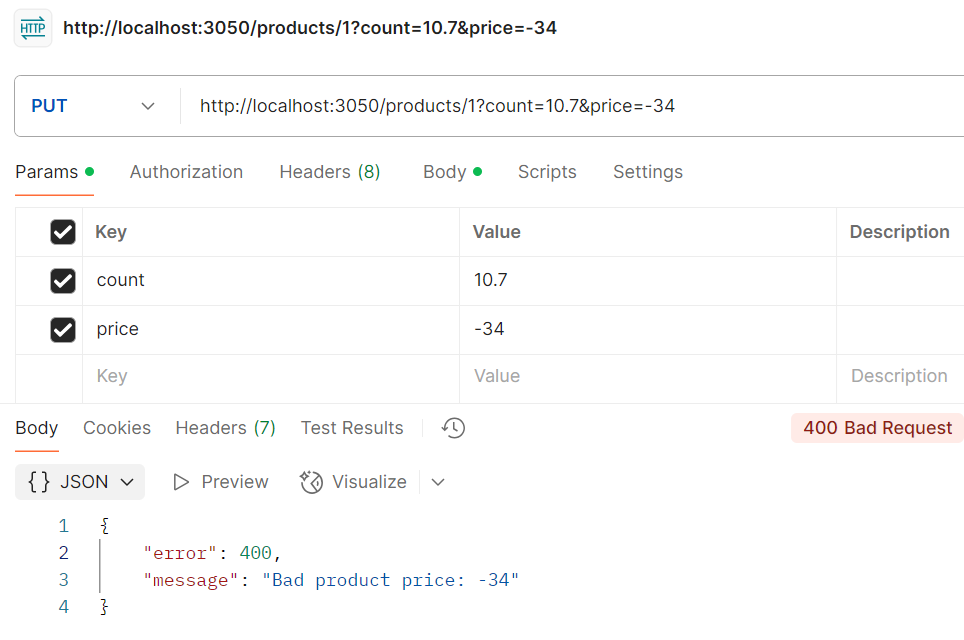 HTTP http://localhost:3050/products/1?count=10.7&price=-34
PUT http://localhost:3050/products/1?count=10.7&price=-34
Params Authorization Headers (8) Body Scripts Settings
Key Value Description
count 10.7
price -34
Key Value Description
Body Cookies Headers (7) Test Results 400 Bad Request
{} JSON Preview Visualize
1 {
2 "error": 400,
3 "message": "Bad product price: -34"
4 }